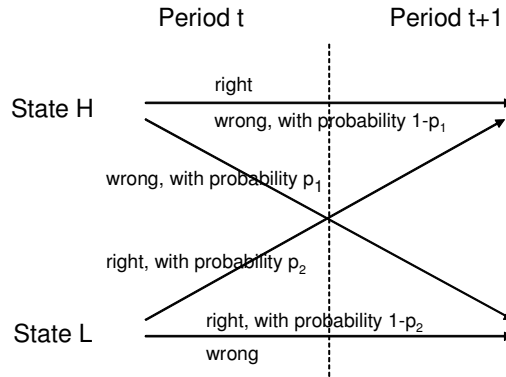 Period t
Period t+1
right
State H
wrong, with probability 1-p₁
wrong, with probability p₁
right, with probability p₂
right, with probability 1-p₂
State L
wrong